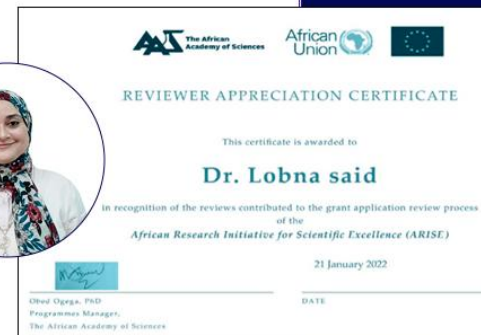 The African
Academy of Sciences
African
Union
REVIEWER APPRECIATION CERTIFICATE
This certificate is awarded to
Dr. Lobna said
in recognition of the reviews contributed to the grant application review process
of the
African Research Initiative for Scientific Excellence (ARISE)
21 January 2022
Obed Ogega, PhD
DATE
Programmes Manager,
The African Academy of Sciences